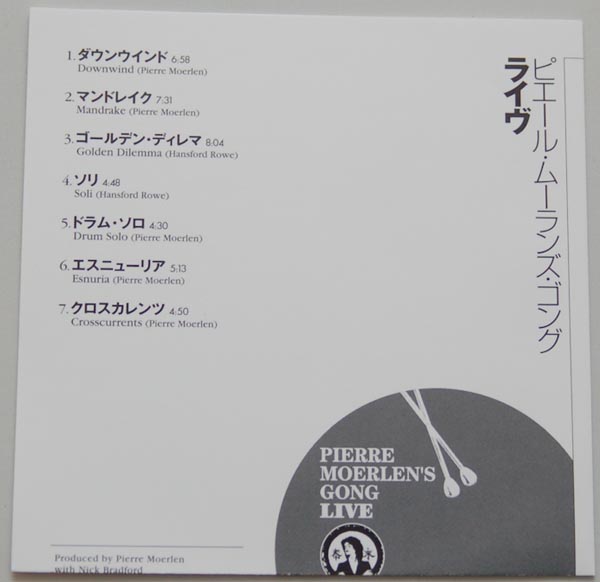 1. ダウンウインド 6:58
Downwind (Pierre Moerlen)
2. マンドレイク 7:31
Mandrake (Pierre Moerlen)
3. ゴールデン・ディレマ 8:04
Golden Dilemma (Hansford Rowe)
4. ソリ 4:48
Soli (Hansford Rowe)
5. ドラム・ソロ 4:30
Drum Solo (Pierre Moerlen)
6. エスニューリア 5:13
Esnuria (Pierre Moerlen)
7. クロスカレンツ 4:50
Crosscurrents (Pierre Moerlen)
ピエール・ムーランズ・ゴング
ライヴ
PIERRE
MOERLEN'S
GONG
LIVE
Produced by Pierre Moerlen
with Nick Bradford